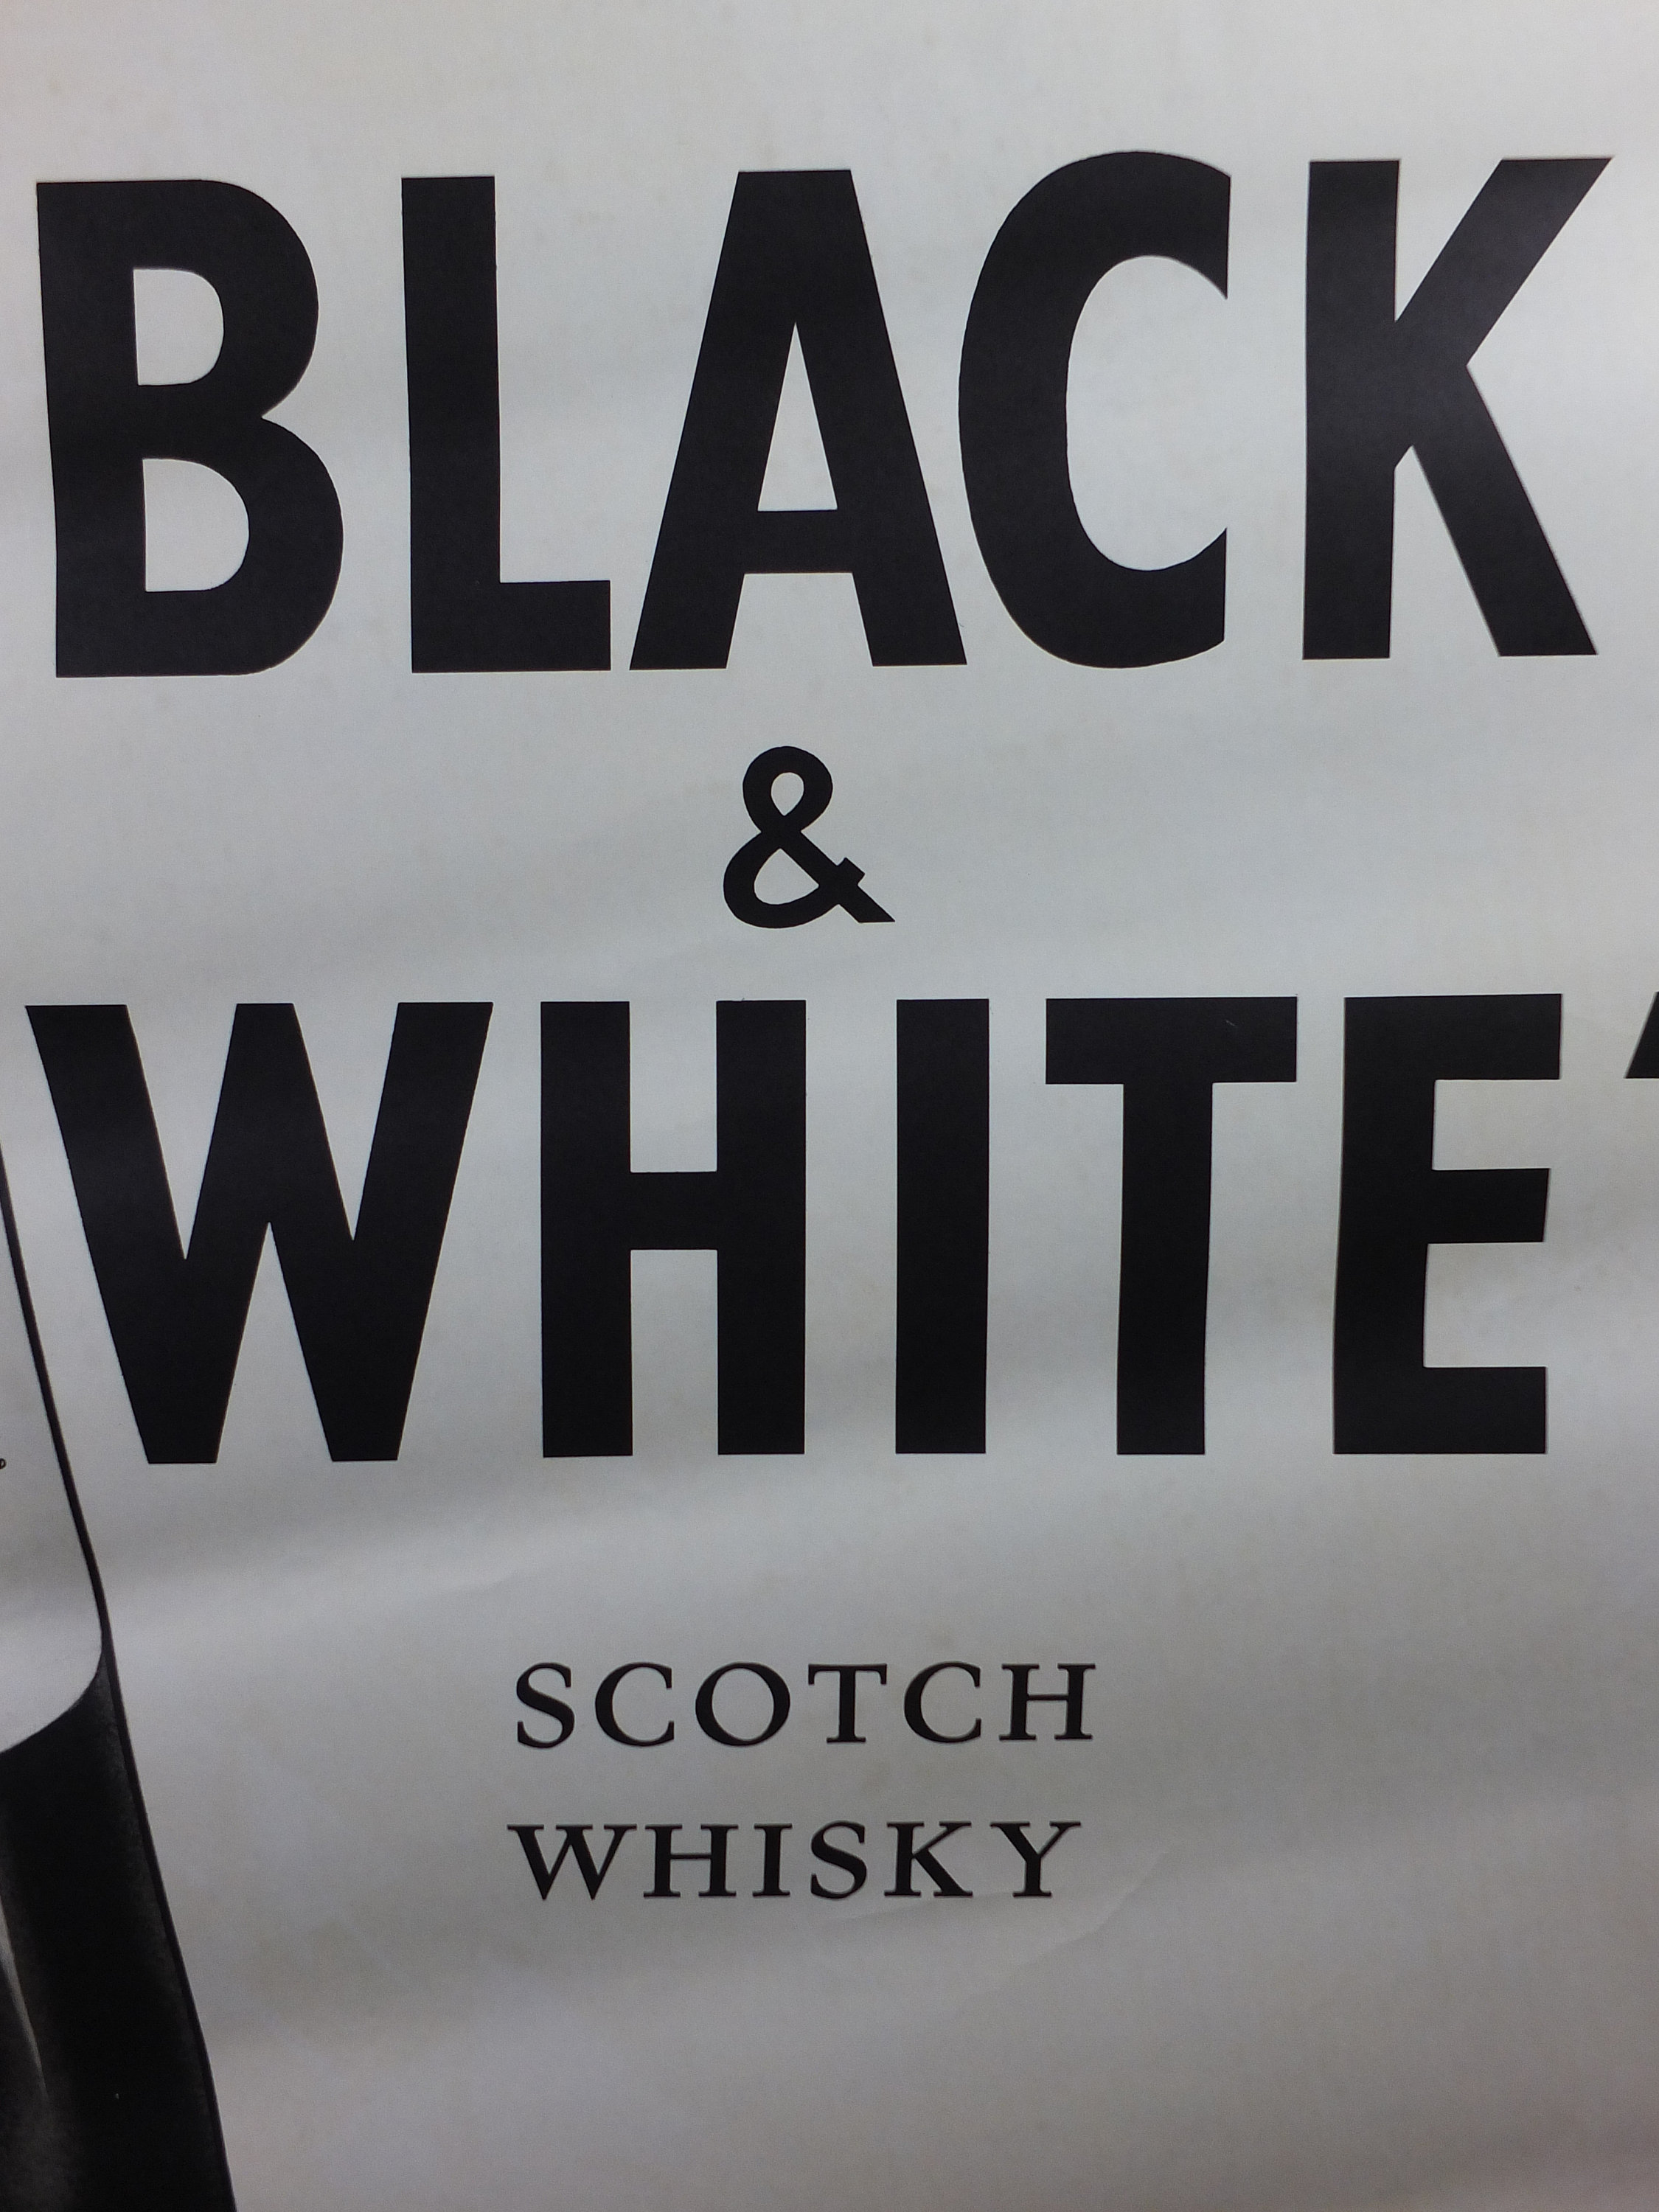 BLACK
&
WHITE'
SCOTCH
WHISKY